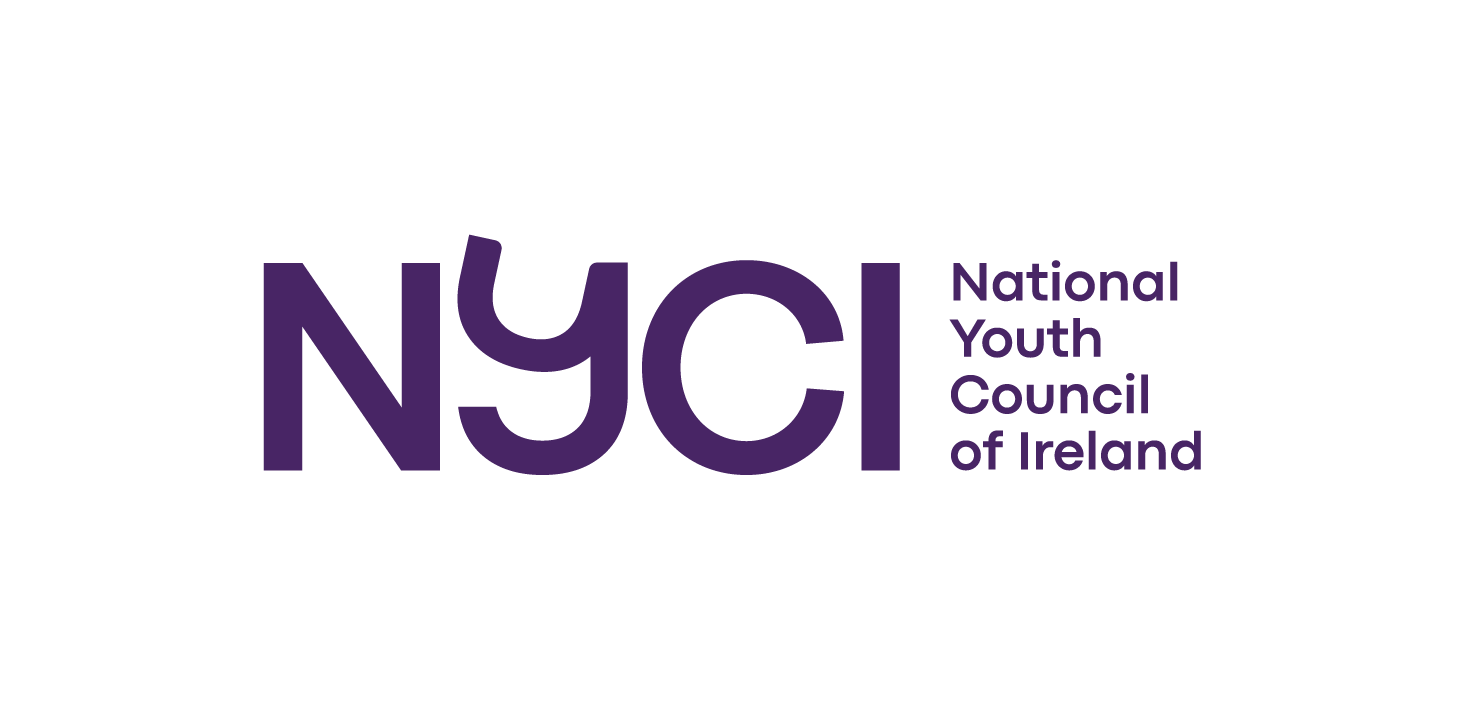 NYCI
National
Youth
Council
of Ireland